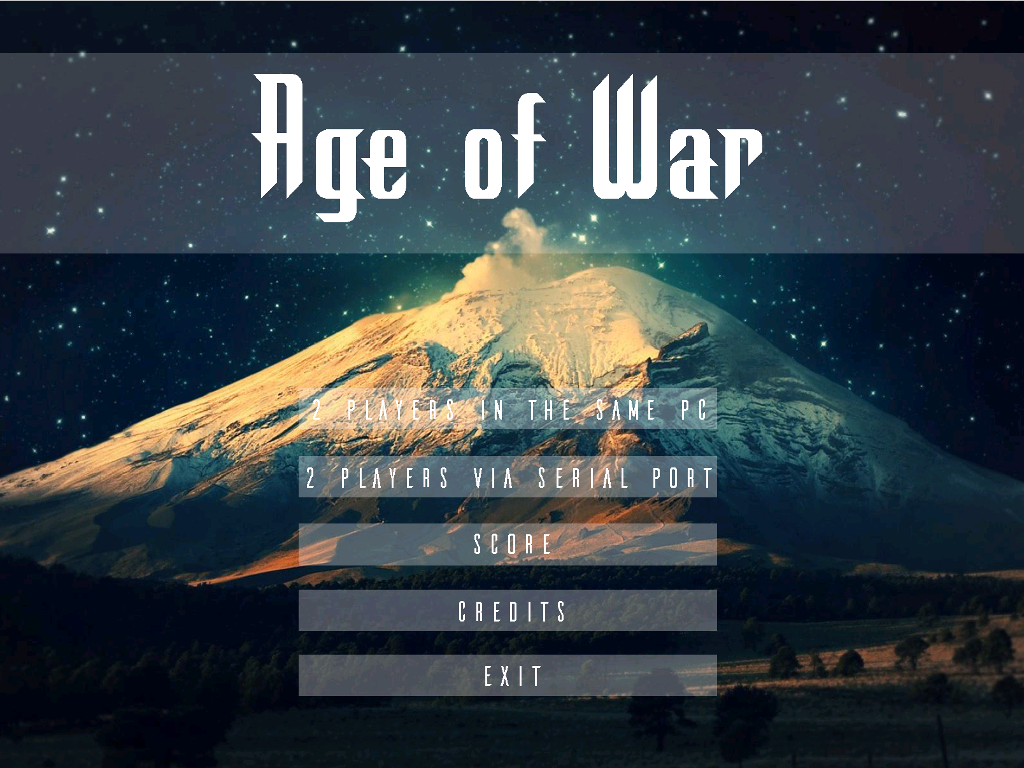 Age of War
2 PLAYERS IN THE SAME PC
2 PLAYERS VIA SERIAL PORT
SCORE
CREDITS
EXIT